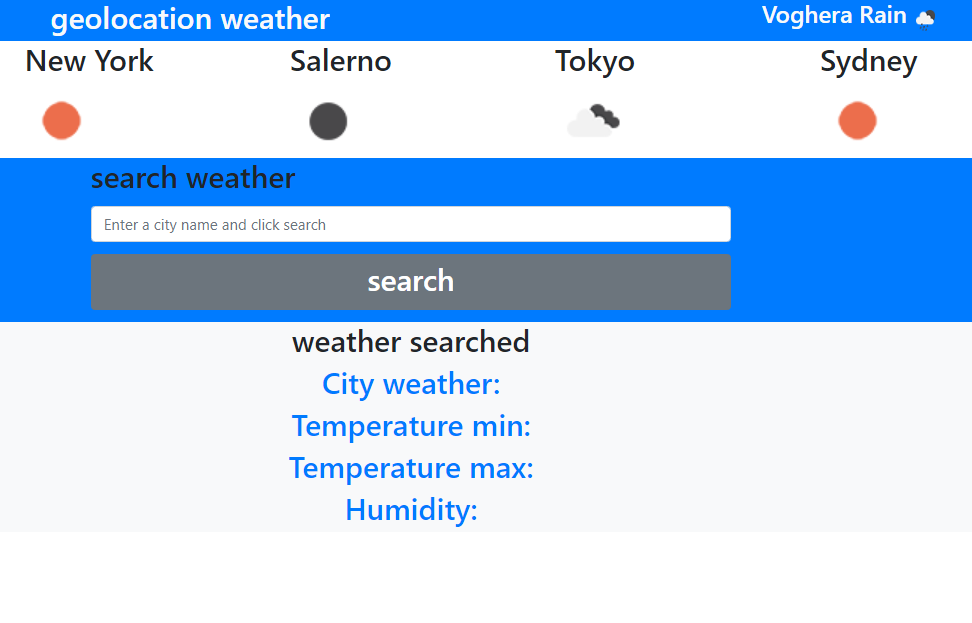 geolocation weather
Voghera Rain
New York
Salerno
Tokyo
Sydney
search weather
Enter a city name and click search
search
weather searched
City weather:
Temperature min:
Temperature max:
Humidity: